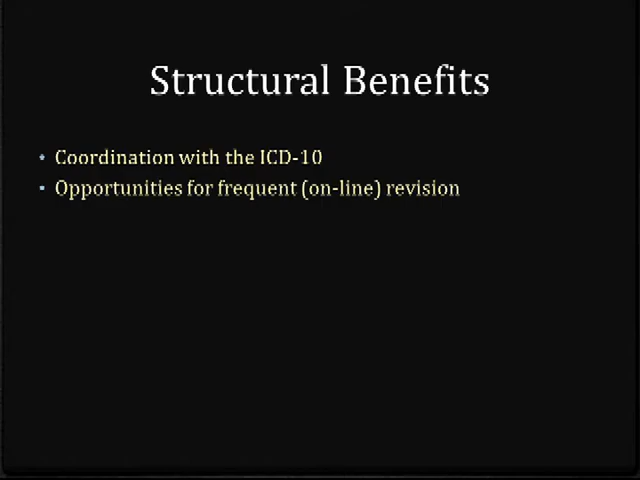 Structural Benefits
• Coordination with the ICD-10
• Opportunities for frequent (on-line) revision